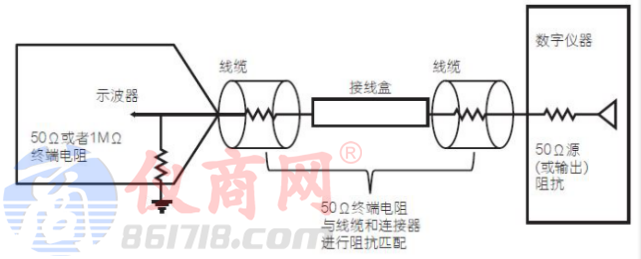 数字仪器
线缆
线缆
接线盒
示波器
50Ω或者1MΩ
终端电阻
50Ω源
(或输出)
阻抗
50Ω终端电阻
与线缆和连接器
进行阻抗匹配
仪商网®
861718.com